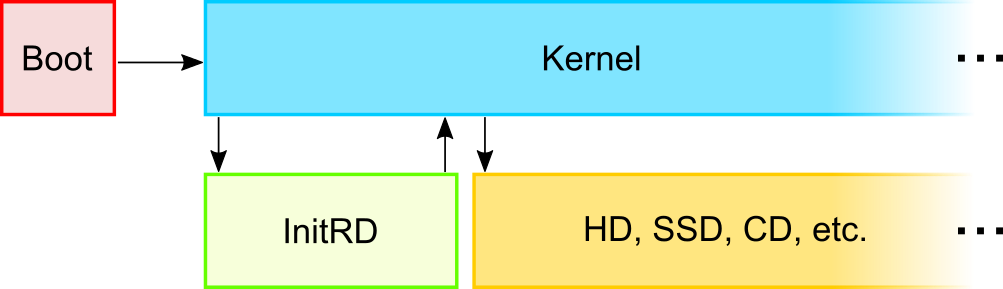 Boot
Kernel
...
InitRD
HD, SSD, CD, etc.
...